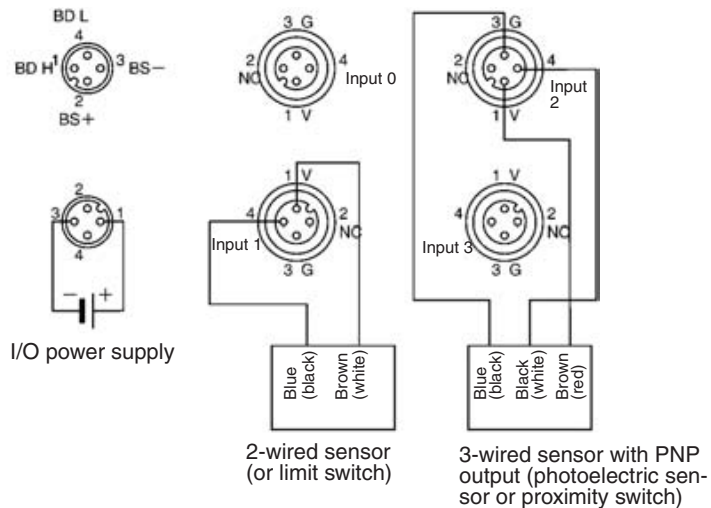 BD L
4
BD H 1
3 BS−
2
BS+
3 G
2
NC
4
Input 0
1 V
3 G
2
NC
4
Input
2
1 V
2
3
1
4
− +
I/O power supply
1 V
4
2
NC
Input 1
3 G
1 V
4
2
NC
Input 3
3 G
Blue
(black)
Brown
(white)
2-wired sensor
(or limit switch)
Blue
(black)
Black
(white)
Brown
(red)
3-wired sensor with PNP
output (photoelectric sen-
sor or proximity switch)